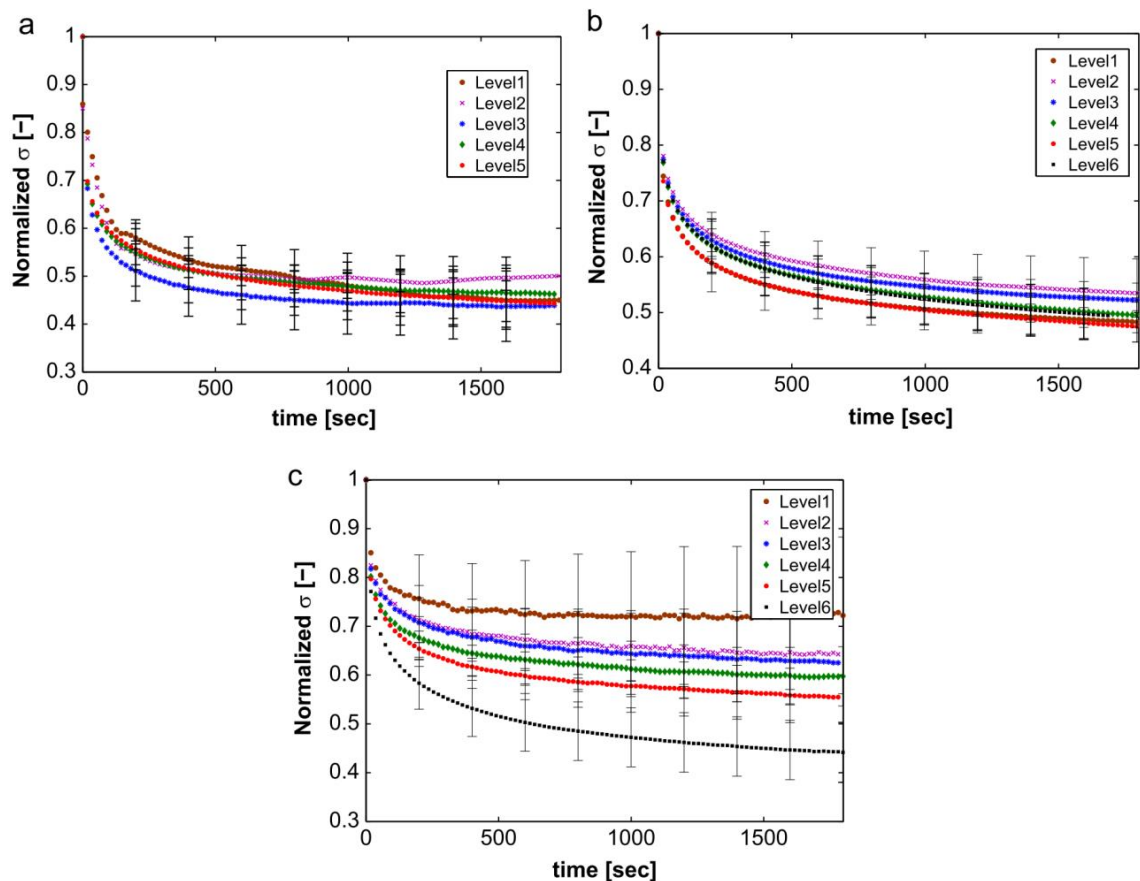 a
Normalized σ [–]
1
0.9
0.8
0.7
0.6
0.5
0.4
0.3
0
500
1000
1500
time [sec]
Level1
Level2
Level3
Level4
Level5
b
Normalized σ [–]
1
0.9
0.8
0.7
0.6
0.5
0.4
0
500
1000
1500
time [sec]
Level1
Level2
Level3
Level4
Level5
Level6
c
Normalized σ [–]
1
0.9
0.8
0.7
0.6
0.5
0.4
0.3
0
500
1000
1500
time [sec]
Level1
Level2
Level3
Level4
Level5
Level6